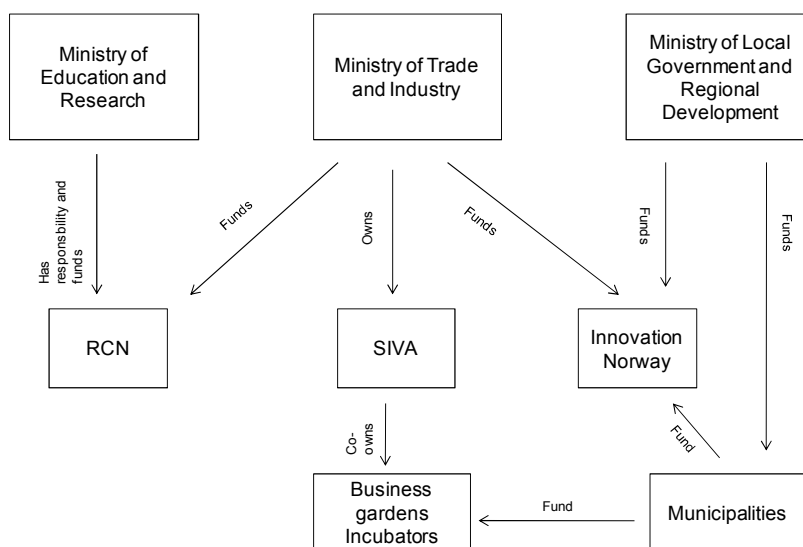 Ministry of
Education and
Research
Ministry of Trade
and Industry
Ministry of Local
Government and
Regional
Development
Has
responsbility and
funds
Funds
Owns
Funds
Funds
Funds
RCN
SIVA
Innovation
Norway
Co-
owns
Fund
Business
gardens
Incubators
Fund
Municipalities